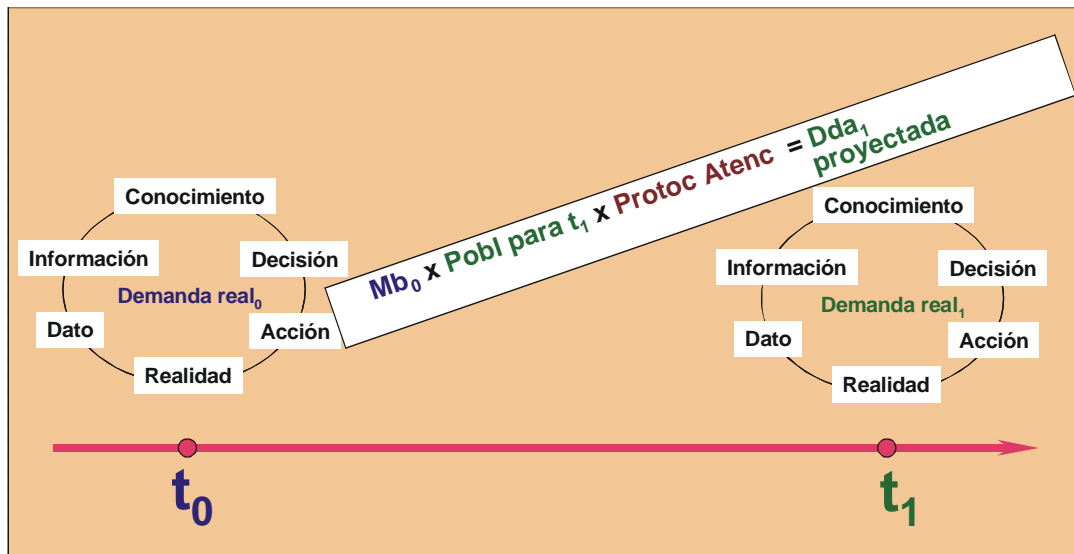 Conocimiento
Información
Decisión
Demanda real₀
Dato
Acción
Realidad
Mb₀ x Pobl para t₁ x Protoc Atenc = Dda₁
proyectada
Conocimiento
Información
Decisión
Demanda real₁
Dato
Acción
Realidad
t₀
t₁